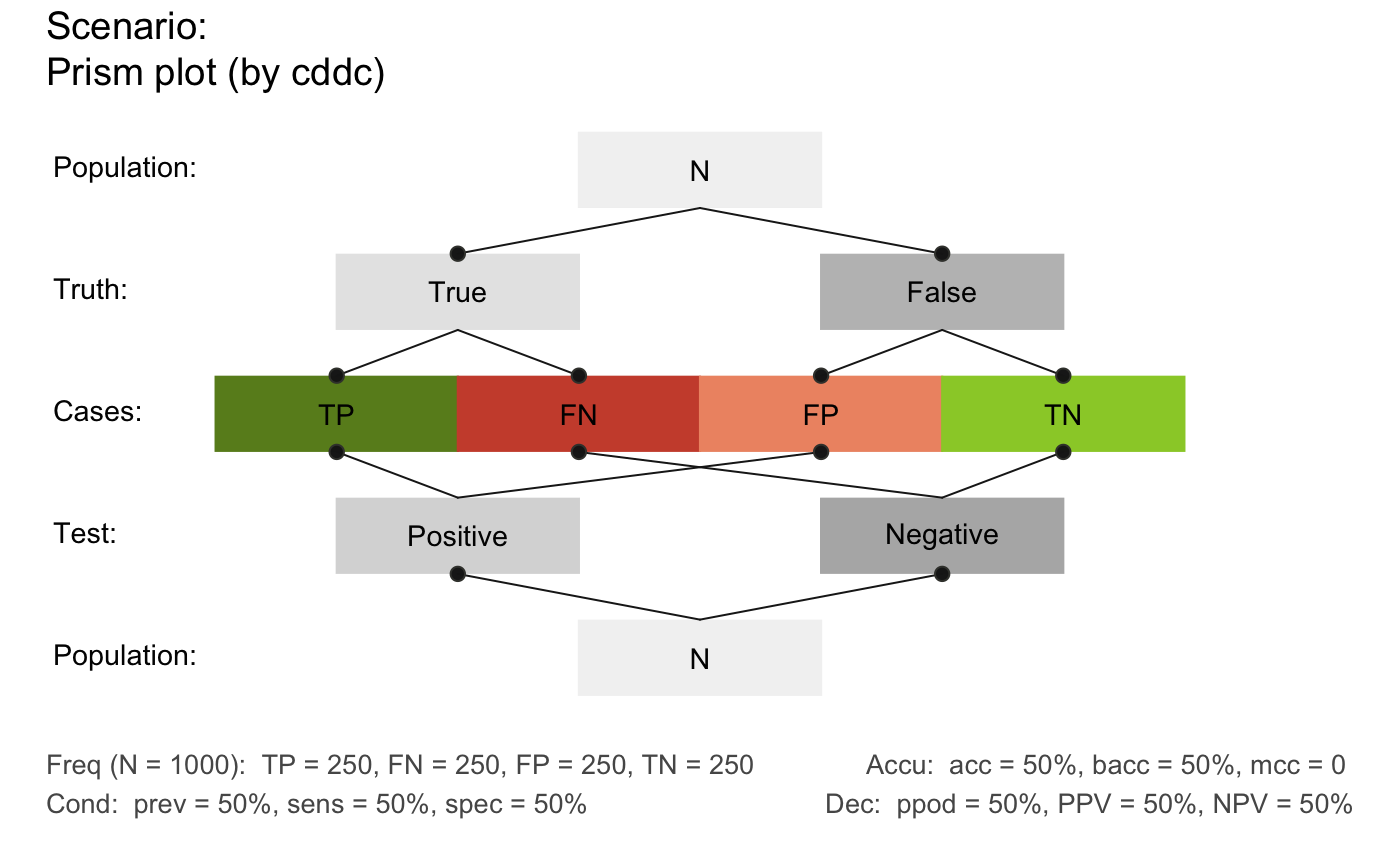 Scenario:
Prism plot (by cddc)
Population:
N
Truth:
True
False
Cases:
TP
FN
FP
TN
Test:
Positive
Negative
Population:
N
Freq (N = 1000):  TP = 250, FN = 250, FP = 250, TN = 250
Accu:  acc = 50%, bacc = 50%, mcc = 0
Cond:  prev = 50%, sens = 50%, spec = 50%
Dec:  ppod = 50%, PPV = 50%, NPV = 50%